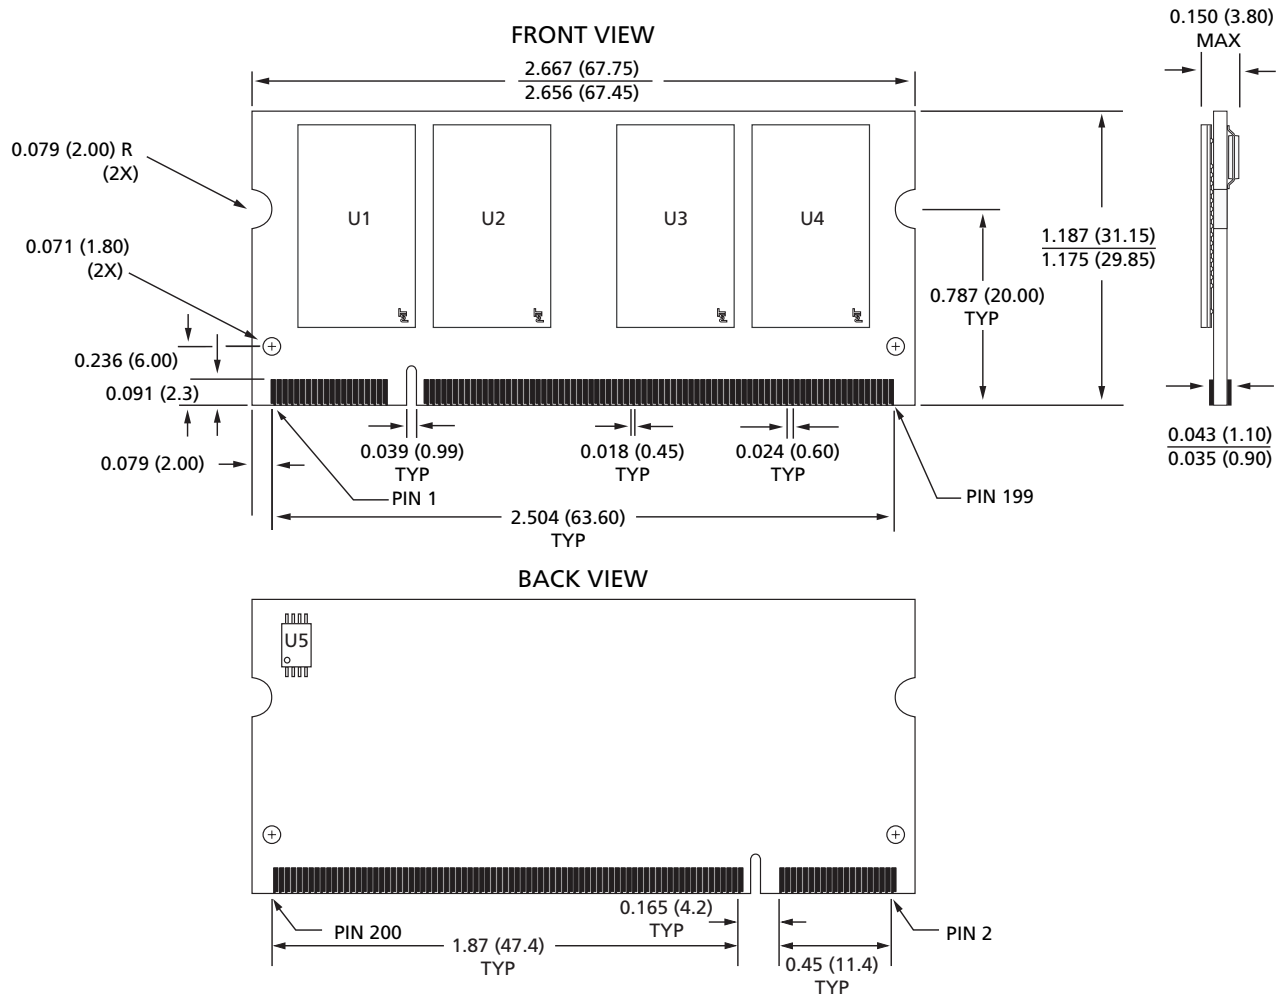 FRONT VIEW
2.667 (67.75)
2.656 (67.45)
0.150 (3.80)
MAX
0.079 (2.00) R
(2X)
U1
U2
U3
U4
0.071 (1.80)
(2X)
1.187 (31.15)
1.175 (29.85)
0.787 (20.00)
TYP
0.236 (6.00)
0.091 (2.3)
0.079 (2.00)
0.039 (0.99)
TYP
0.018 (0.45)
TYP
0.024 (0.60)
TYP
0.043 (1.10)
0.035 (0.90)
PIN 1
PIN 199
2.504 (63.60)
TYP
BACK VIEW
U5
PIN 200
1.87 (47.4)
TYP
0.165 (4.2)
TYP
0.45 (11.4)
TYP
PIN 2